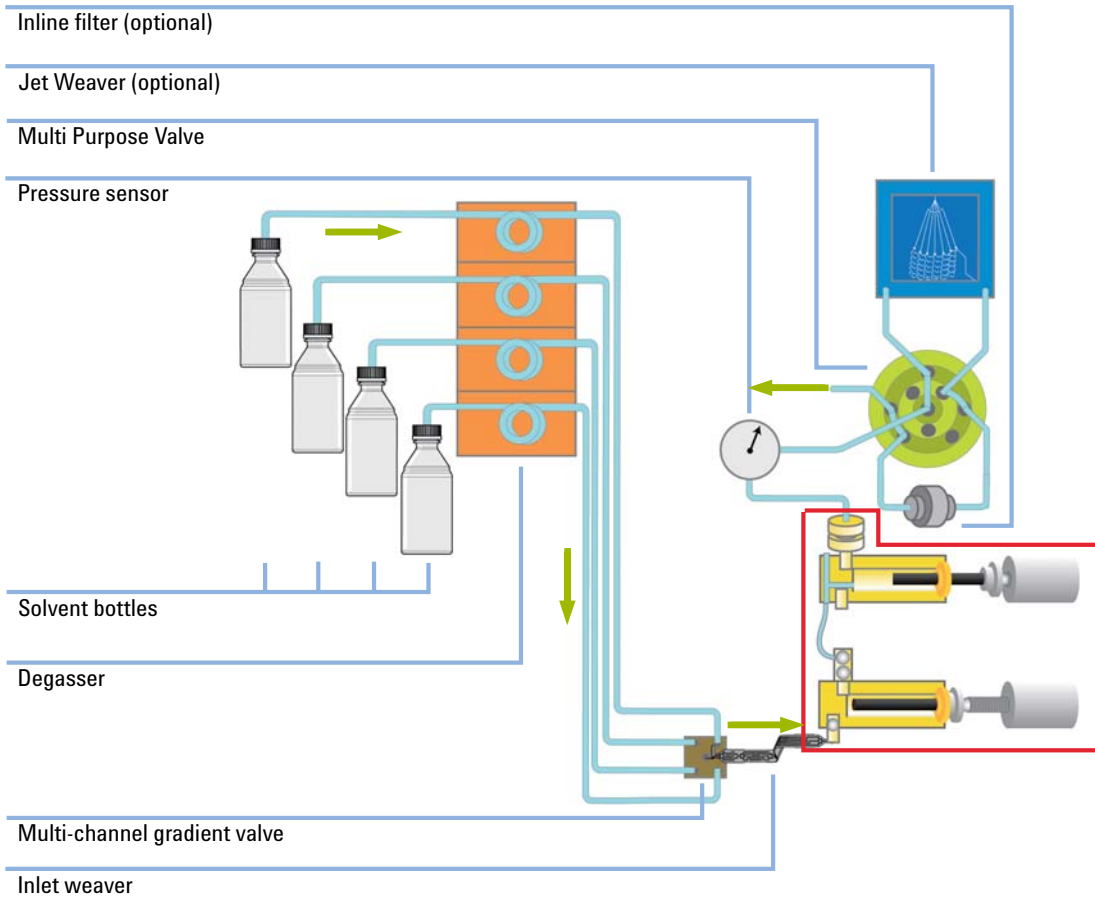 Inline filter (optional)
Jet Weaver (optional)
Multi Purpose Valve
Pressure sensor
Solvent bottles
Degasser
Multi-channel gradient valve
Inlet weaver